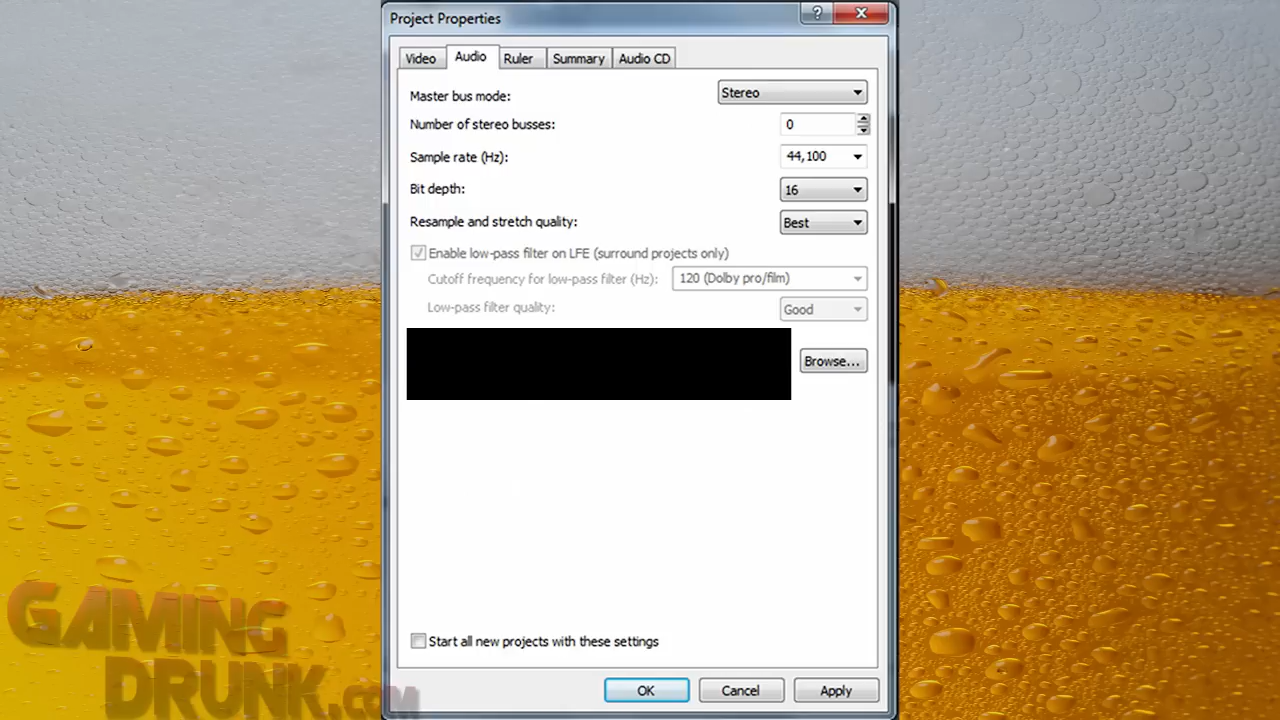 Project Properties
Video Audio Ruler Summary Audio CD
Master bus mode: Stereo
Number of stereo busses: 0
Sample rate (Hz): 44,100
Bit depth: 16
Resample and stretch quality: Best
Enable low-pass filter on LFE (surround projects only)
Cutoff frequency for low-pass filter (Hz): 120 (Dolby pro/film)
Low-pass filter quality: Good
Browse...
Start all new projects with these settings
OK Cancel Apply
GAMING
DRUNK.COM